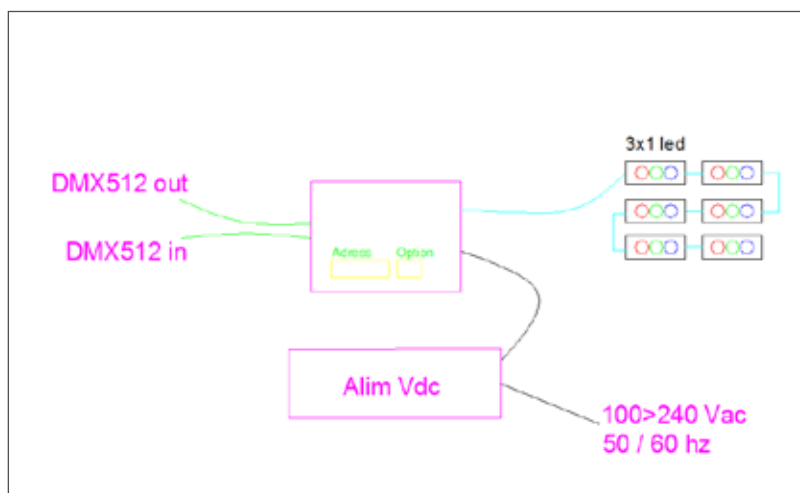 3x1 led
DMX512 out
DMX512 in
Adress Option
Alim Vdc
100>240 Vac
50 / 60 hz